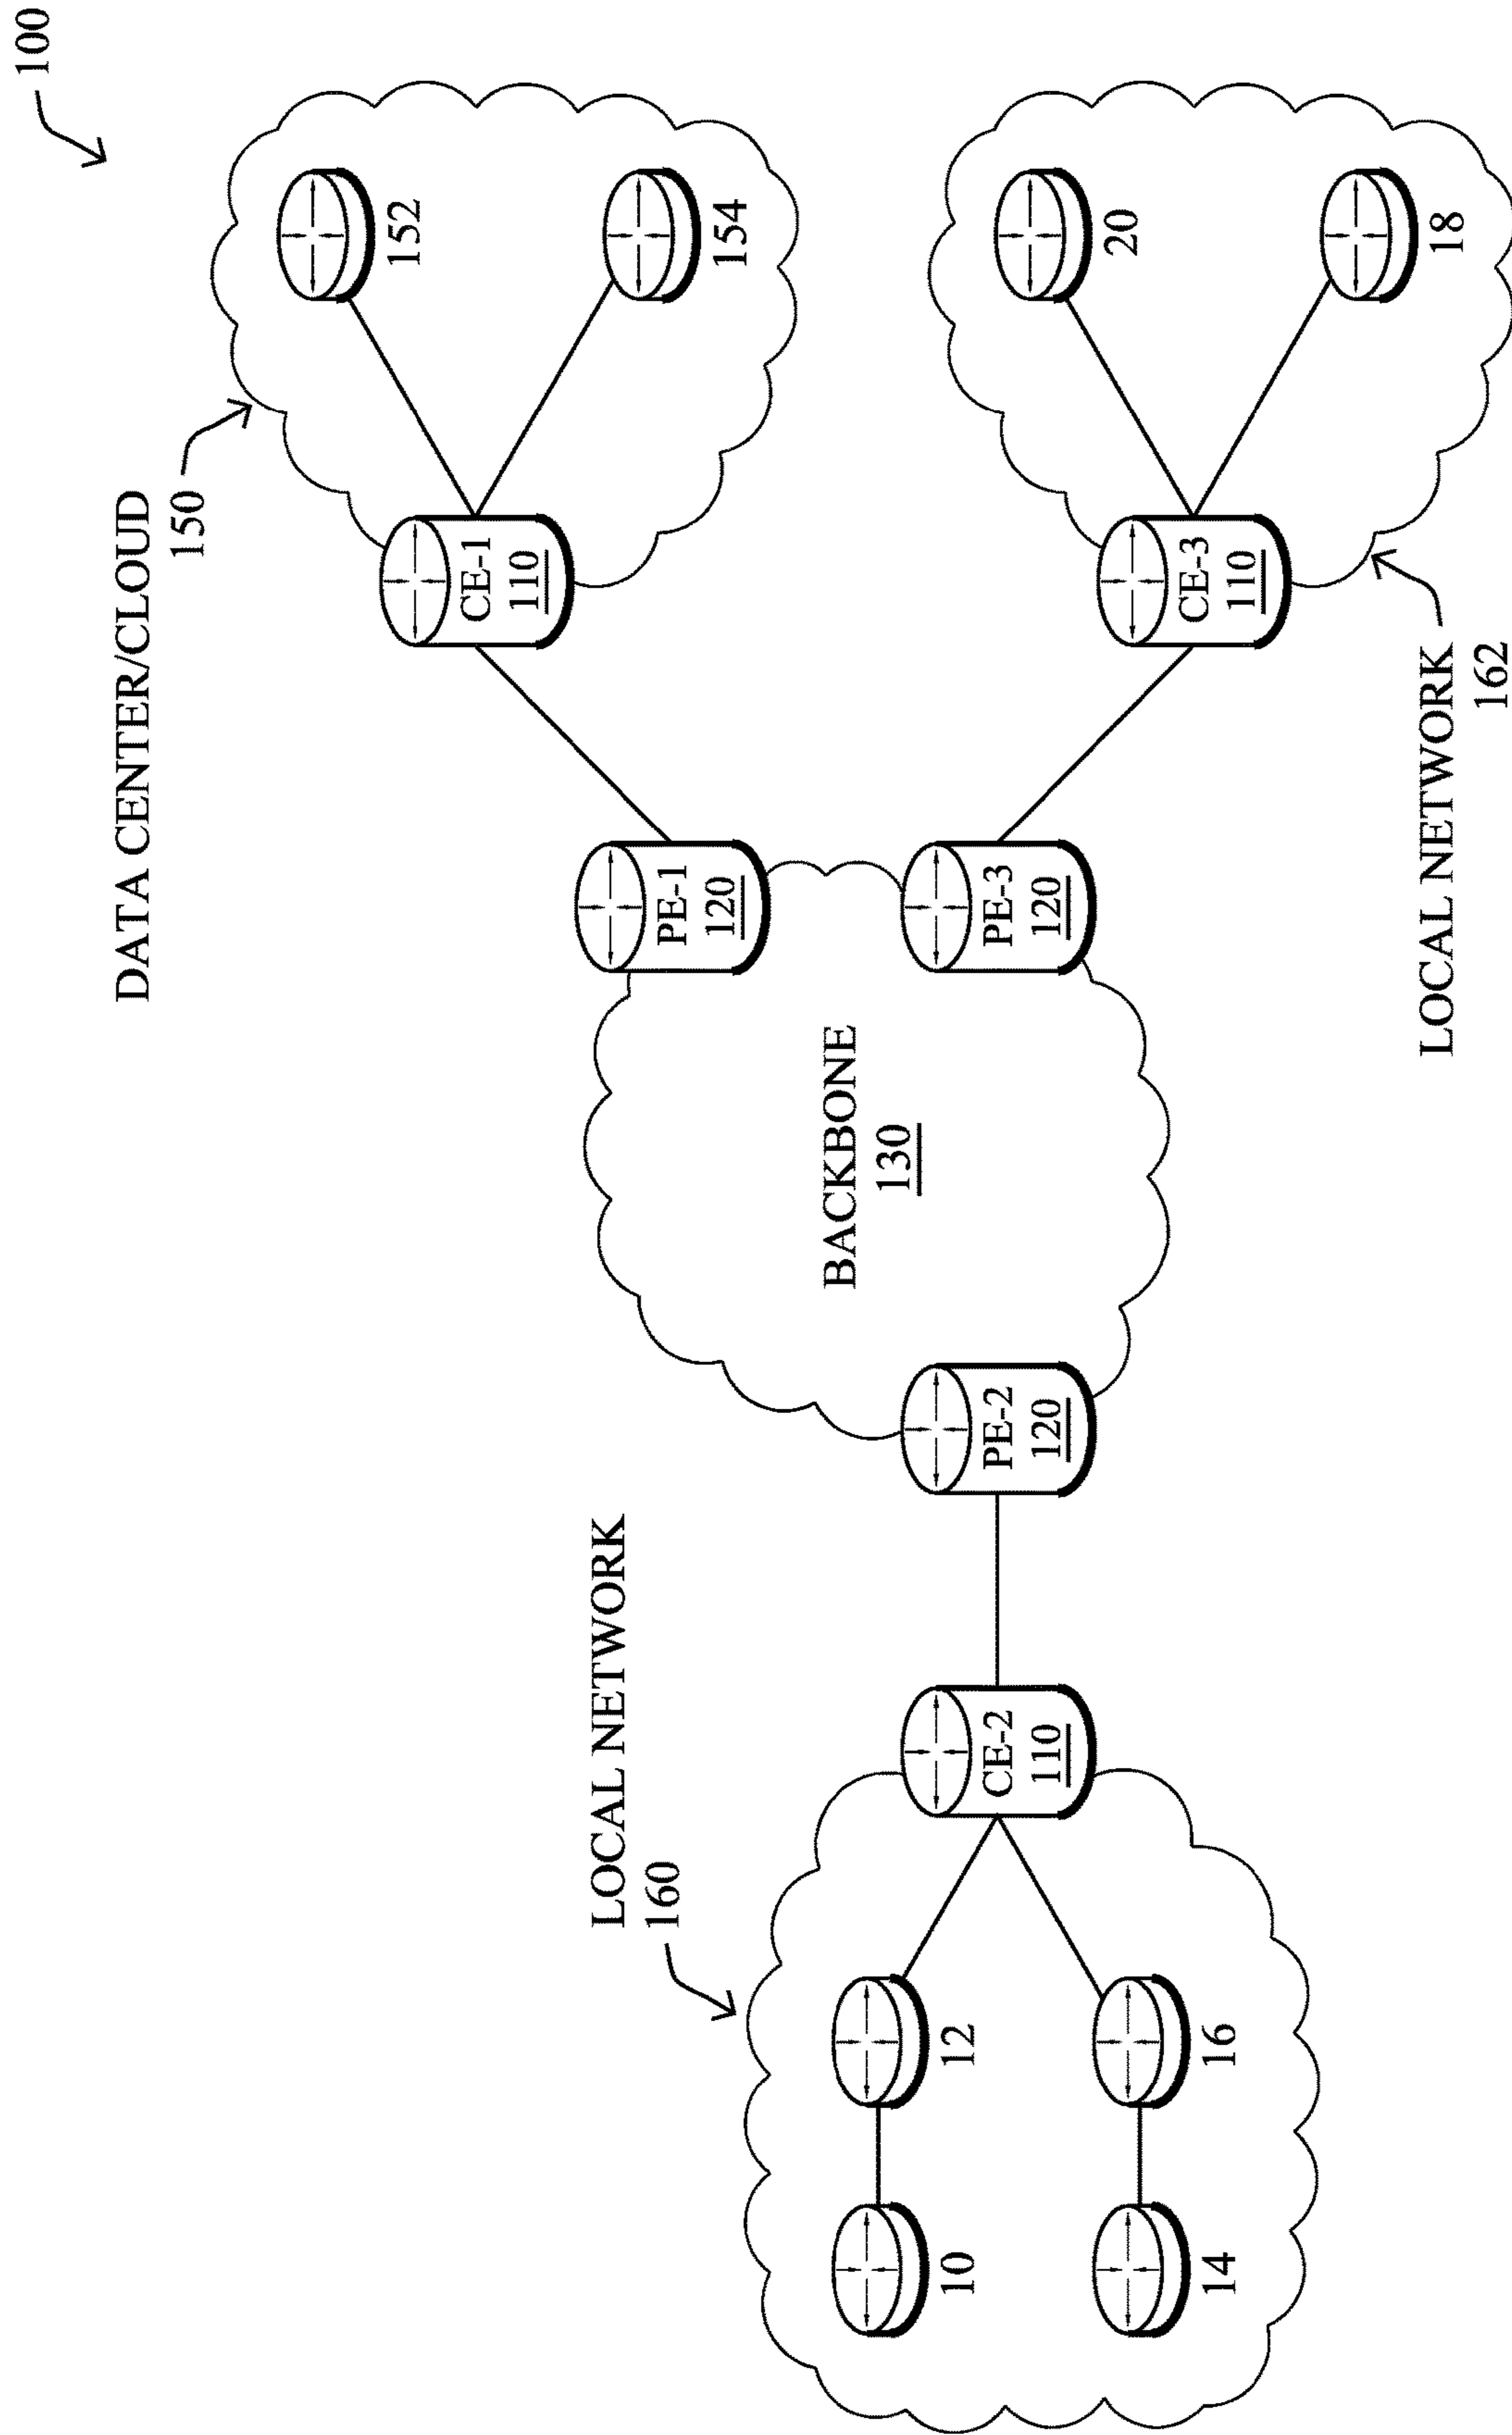 100
DATA CENTER/CLOUD
150
152
154
CE-1
110
PE-1
120
BACKBONE
130
PE-3
120
PE-2
120
CE-3
110
20
18
LOCAL NETWORK
162
LOCAL NETWORK
160
CE-2
110
12
10
16
14